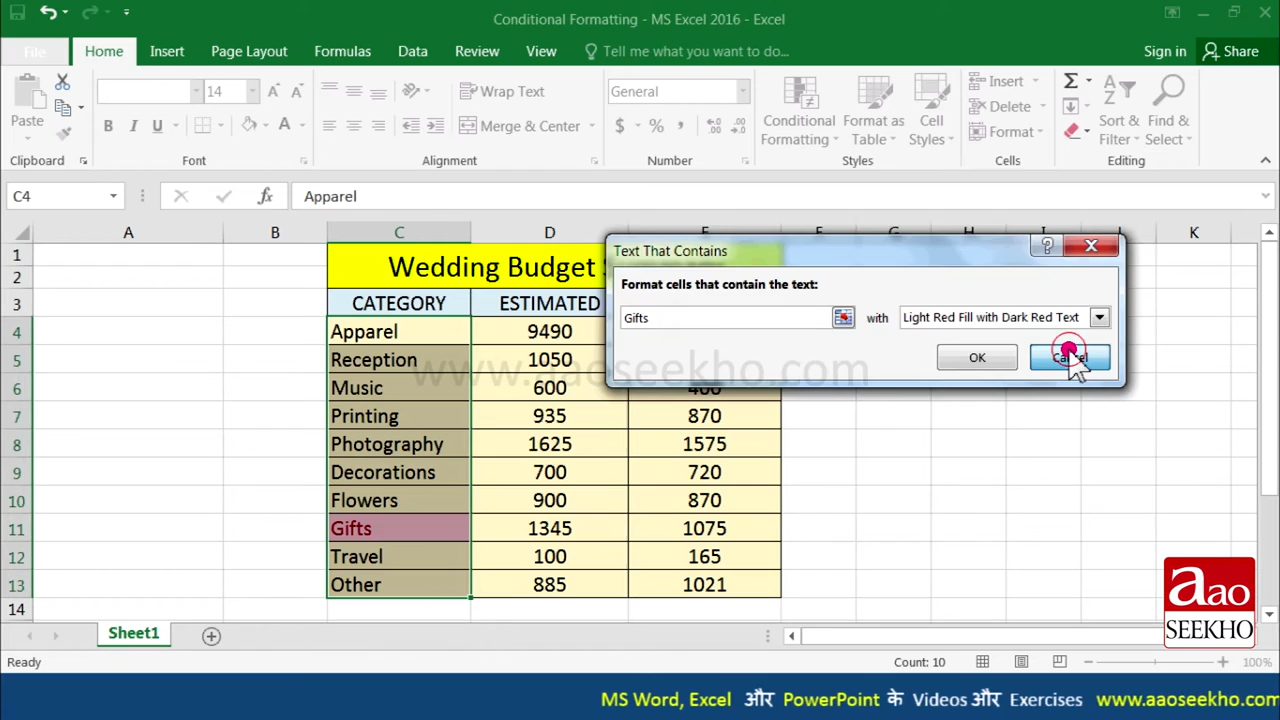 Conditional Formatting - MS Excel 2016 - Excel
File Home Insert Page Layout Formulas Data Review View Tell me what you want to do... Sign in Share
Paste
14
Wrap Text
Merge & Center
General
$ % ,
Conditional Formatting
Format as Table
Cell Styles
Insert
Delete
Format
Sort & Filter
Find & Select
Clipboard Font Alignment Number Styles Cells Editing
C4 fx Apparel
A B C D E F G H I J K
1 Wedding Budget
2
3 CATEGORY ESTIMATED
4 Apparel 9490
5 Reception 1050
6 Music 600 400
7 Printing 935 870
8 Photography 1625 1575
9 Decorations 700 720
10 Flowers 900 870
11 Gifts 1345 1075
12 Travel 100 165
13 Other 885 1021
14
Text That Contains
Format cells that contain the text:
Gifts with Light Red Fill with Dark Red Text
OK Cancel
www.aaoseekho.com
aao
SEEKHO
Sheet1
Ready Count: 10 100%
MS Word, Excel और PowerPoint के Videos और Exercises www.aaoseekho.com